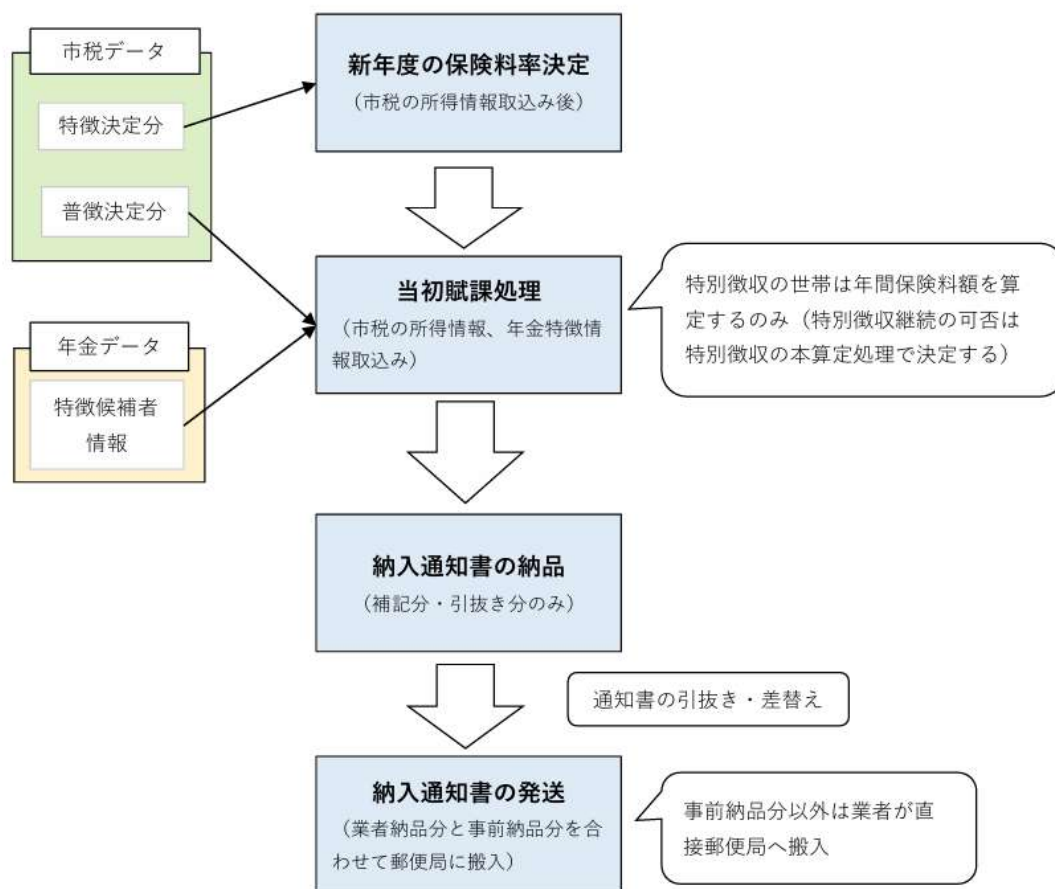 市税データ
特徴決定分
普徴決定分
年金データ
特徴候補者
情報
新年度の保険料率決定
（市税の所得情報取込み後）
当初賦課処理
（市税の所得情報、年金特徴情
報取込み）
特別徴収の世帯は年間保険料額を算
定するのみ（特別徴収継続の可否は
特別徴収の本算定処理で決定する）
納入通知書の納品
（補記分・引抜き分のみ）
通知書の引抜き・差替え
納入通知書の発送
（業者納品分と事前納品分を合
わせて郵便局に搬入）
事前納品分以外は業者が直
接郵便局へ搬入